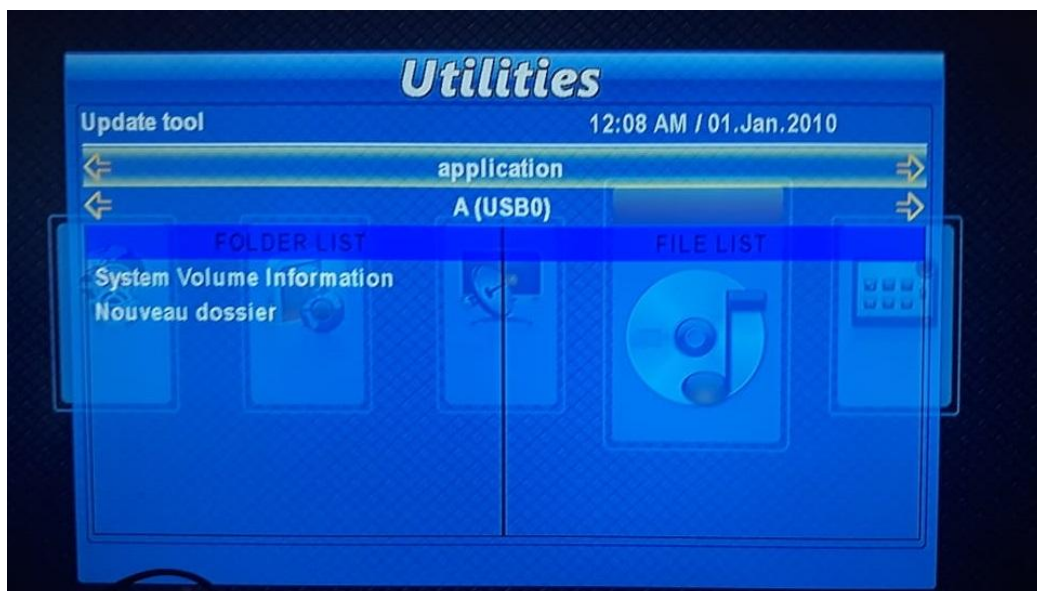 Utilities
Update tool 12:08 AM / 01.Jan.2010
application
A (USB0)
FOLDER LIST FILE LIST
System Volume Information
Nouveau dossier